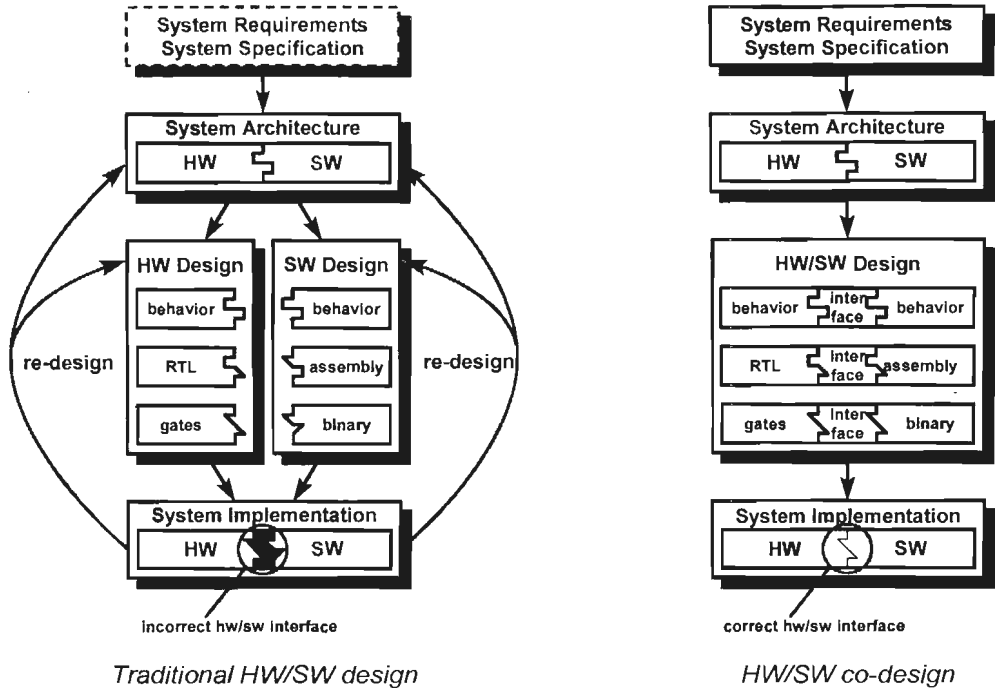 System Requirements
System Specification
System Architecture
HW
SW
HW Design
behavior
RTL
gates
SW Design
behavior
assembly
binary
re-design
re-design
System Implementation
HW
SW
incorrect hw/sw interface
Traditional HW/SW design
System Requirements
System Specification
System Architecture
HW
SW
HW/SW Design
behavior
inter
face
behavior
RTL
inter
face
assembly
gates
inter
face
binary
System Implementation
HW
SW
correct hw/sw interface
HW/SW co-design